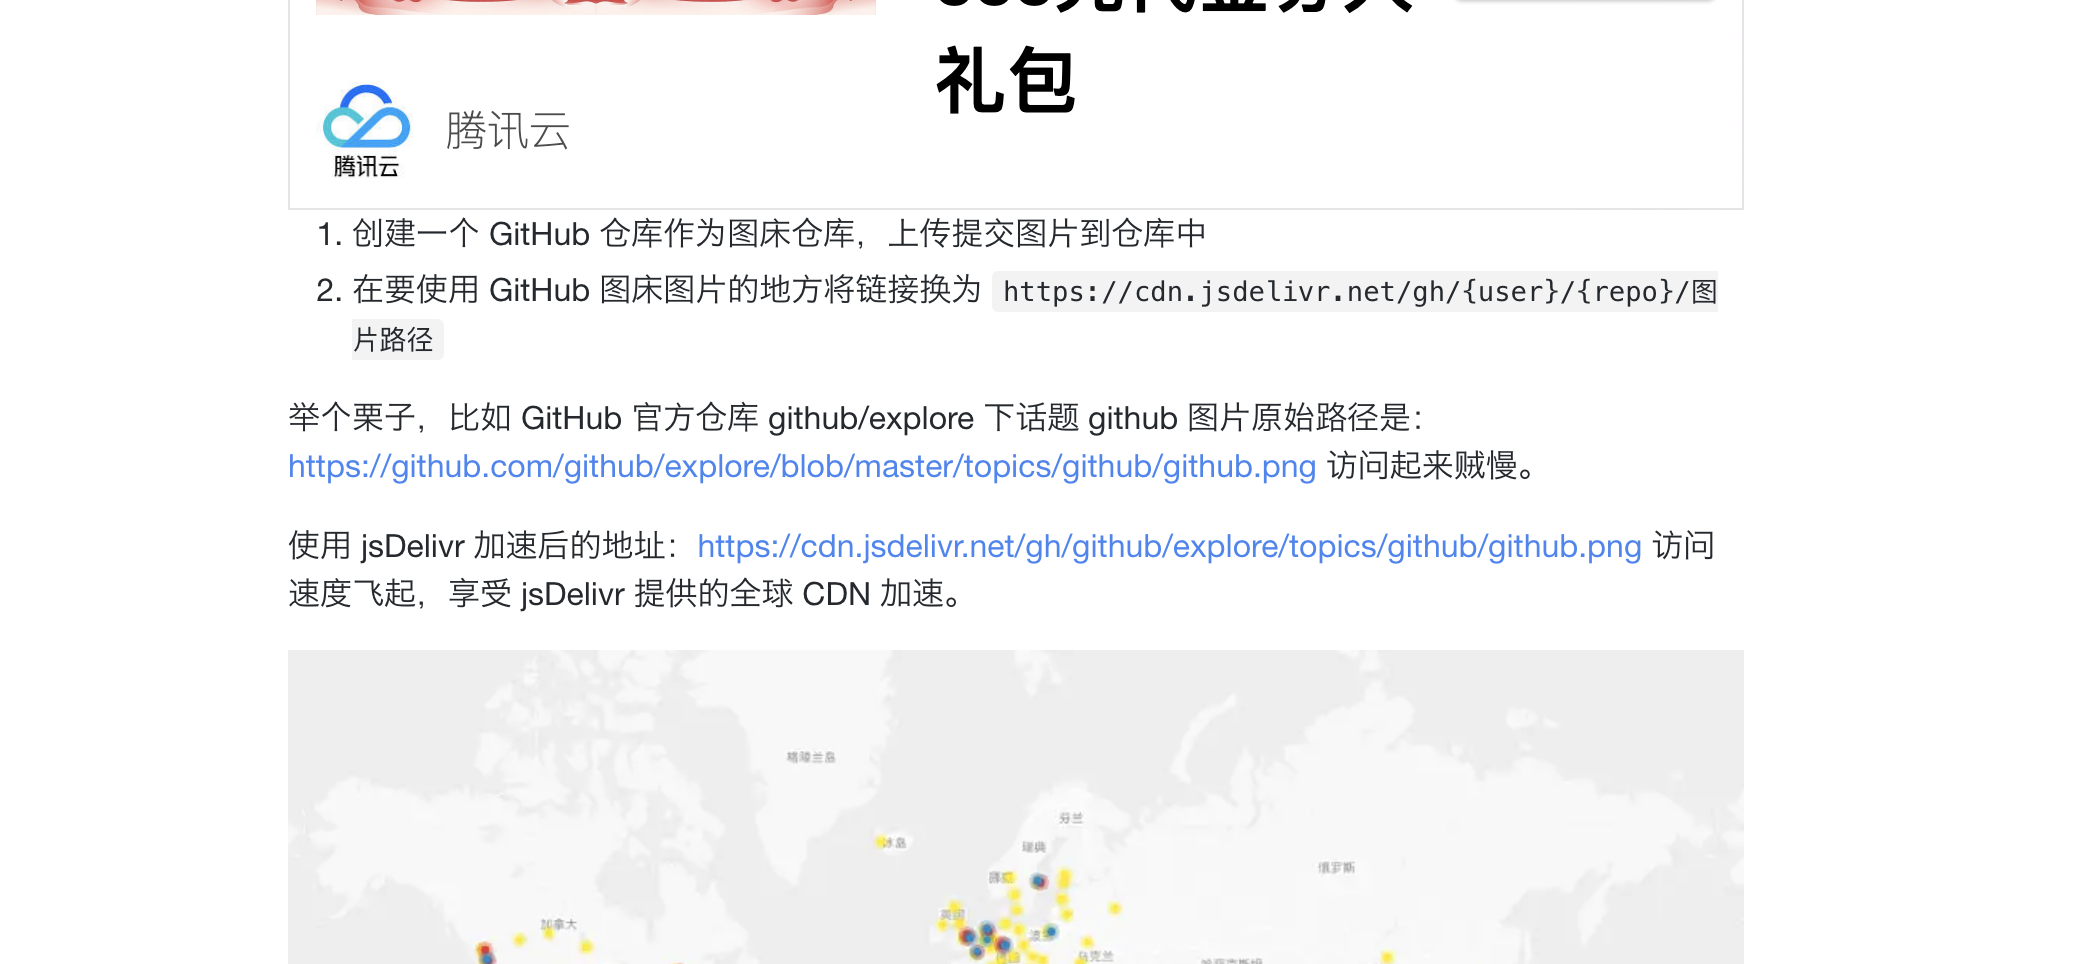 礼包
腾讯云
腾讯云
1. 创建一个 GitHub 仓库作为图床仓库，上传提交图片到仓库中
2. 在要使用 GitHub 图床图片的地方将链接换为 https://cdn.jsdelivr.net/gh/{user}/{repo}/图
片路径
举个栗子，比如 GitHub 官方仓库 github/explore 下话题 github 图片原始路径是：
https://github.com/github/explore/blob/master/topics/github/github.png 访问起来贼慢。
使用 jsDelivr 加速后的地址：https://cdn.jsdelivr.net/gh/github/explore/topics/github/github.png 访问
速度飞起，享受 jsDelivr 提供的全球 CDN 加速。
格陵兰岛
芬兰
冰岛
瑞典
俄罗斯
挪威
英国
加拿大
波兰
乌克兰